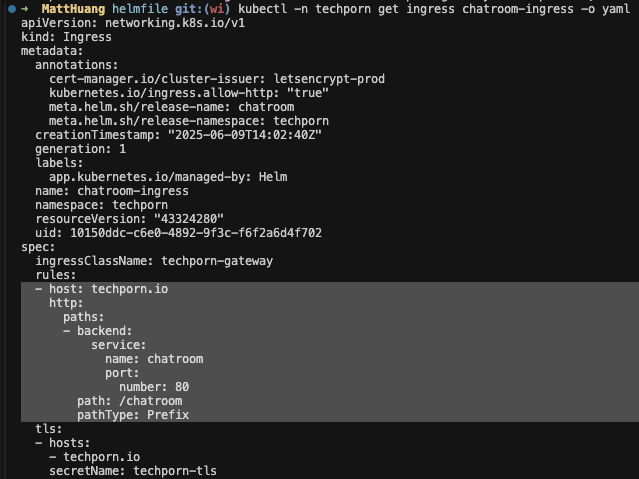 ➜ MattHuang helmfile git:(wi) kubectl -n techporn get ingress chatroom-ingress -o yaml
apiVersion: networking.k8s.io/v1
kind: Ingress
metadata:
  annotations:
    cert-manager.io/cluster-issuer: letsencrypt-prod
    kubernetes.io/ingress.allow-http: "true"
    meta.helm.sh/release-name: chatroom
    meta.helm.sh/release-namespace: techporn
  creationTimestamp: "2025-06-09T14:02:40Z"
  generation: 1
  labels:
    app.kubernetes.io/managed-by: Helm
  name: chatroom-ingress
  namespace: techporn
  resourceVersion: "43324280"
  uid: 10150ddc-c6e0-4892-9f3c-f6f2a6d4f702
spec:
  ingressClassName: techporn-gateway
  rules:
  - host: techporn.io
    http:
      paths:
      - backend:
          service:
            name: chatroom
            port:
              number: 80
        path: /chatroom
        pathType: Prefix
  tls:
  - hosts:
    - techporn.io
    secretName: techporn-tls